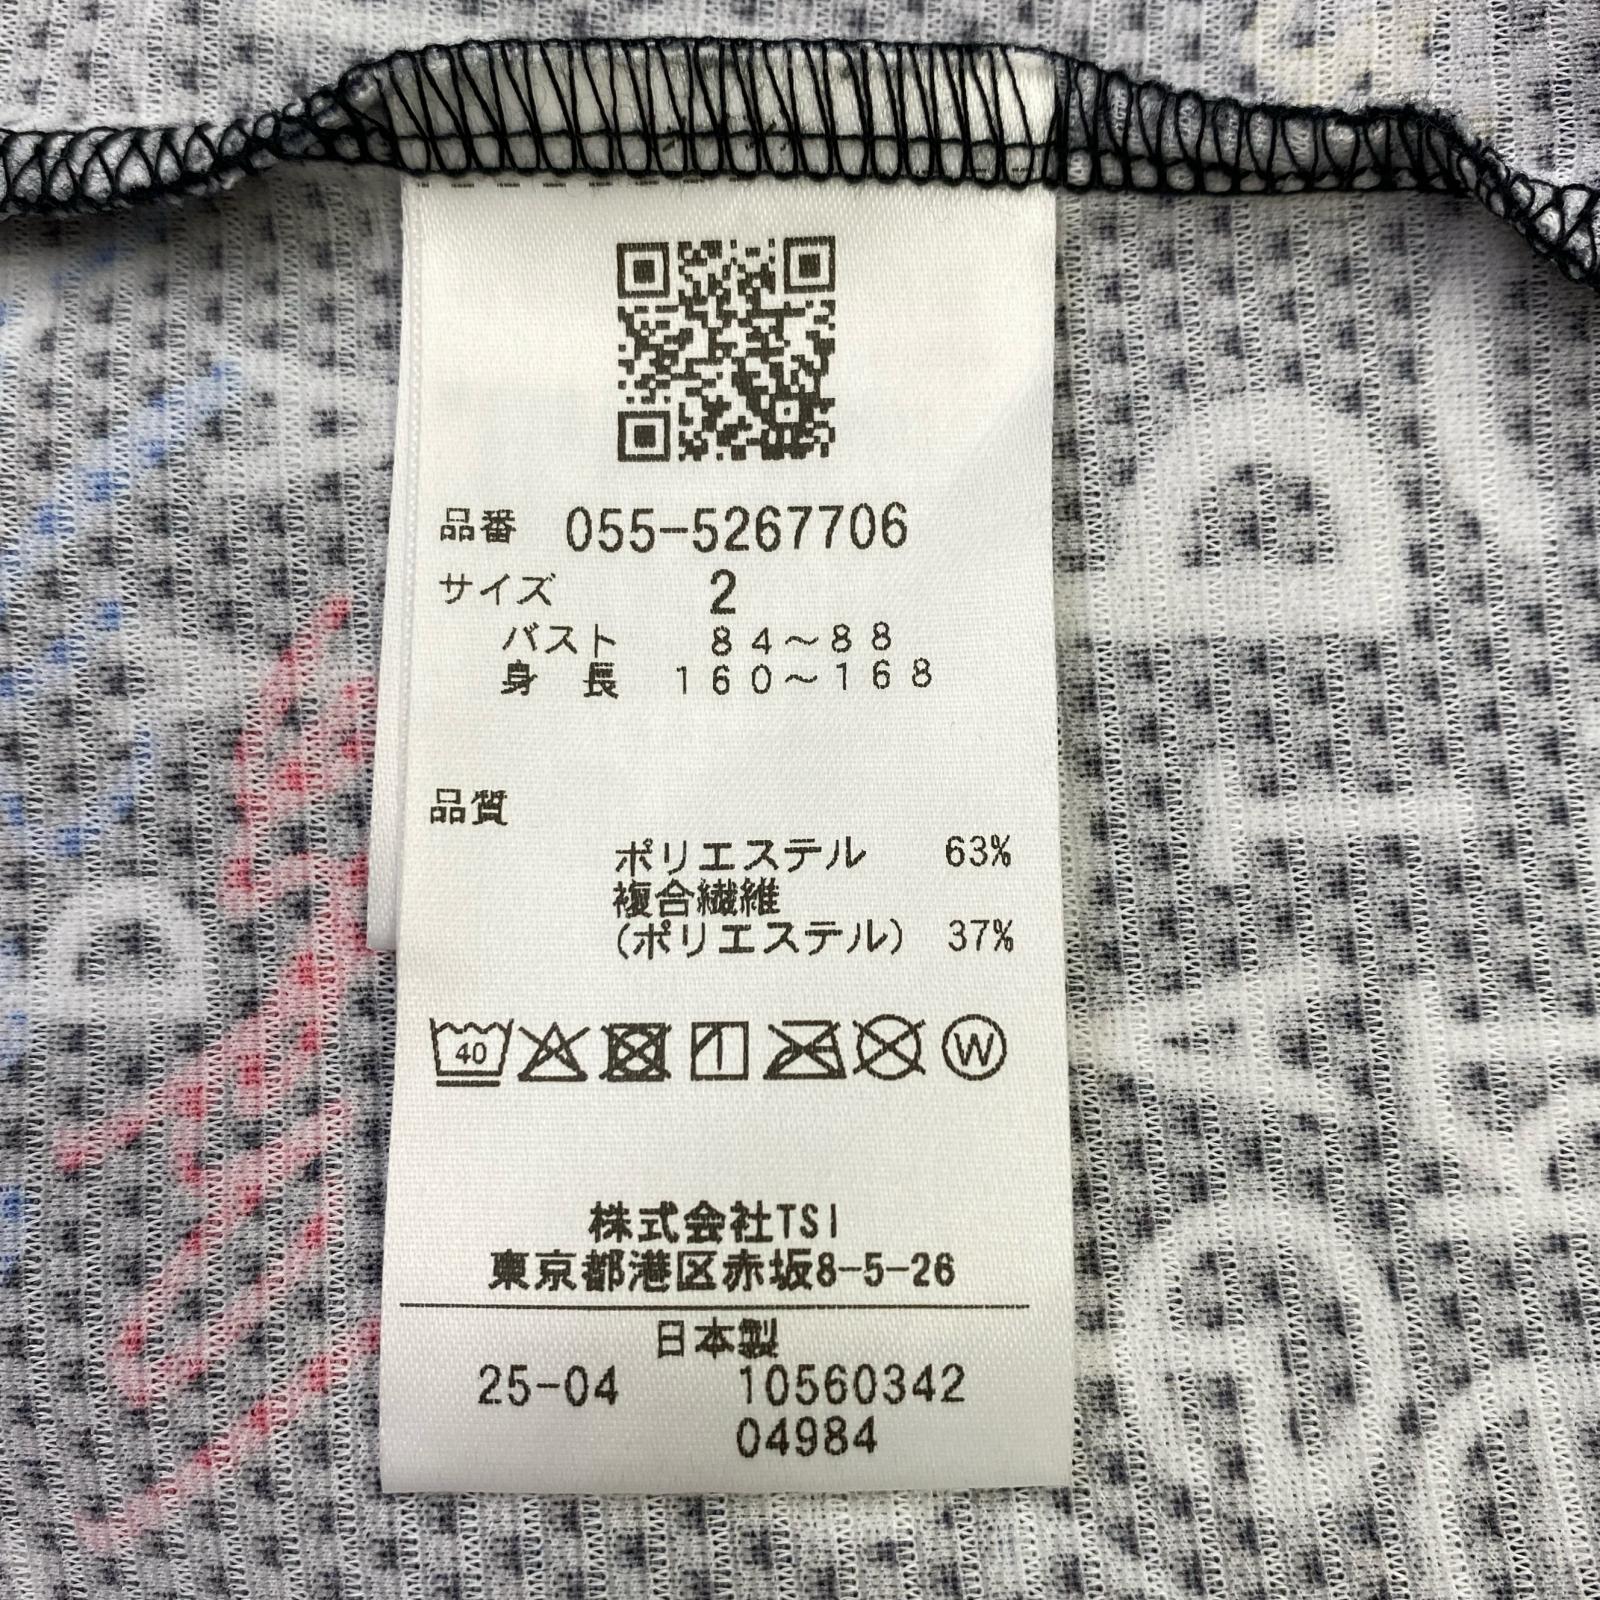 品番 055-5267706
サイズ 2
バスト 84～88
身長 160～168
品質
ポリエステル 63%
複合繊維
(ポリエステル) 37%
40
W
株式会社TSI
東京都港区赤坂8-5-26
日本製
25-04 10560342
04984